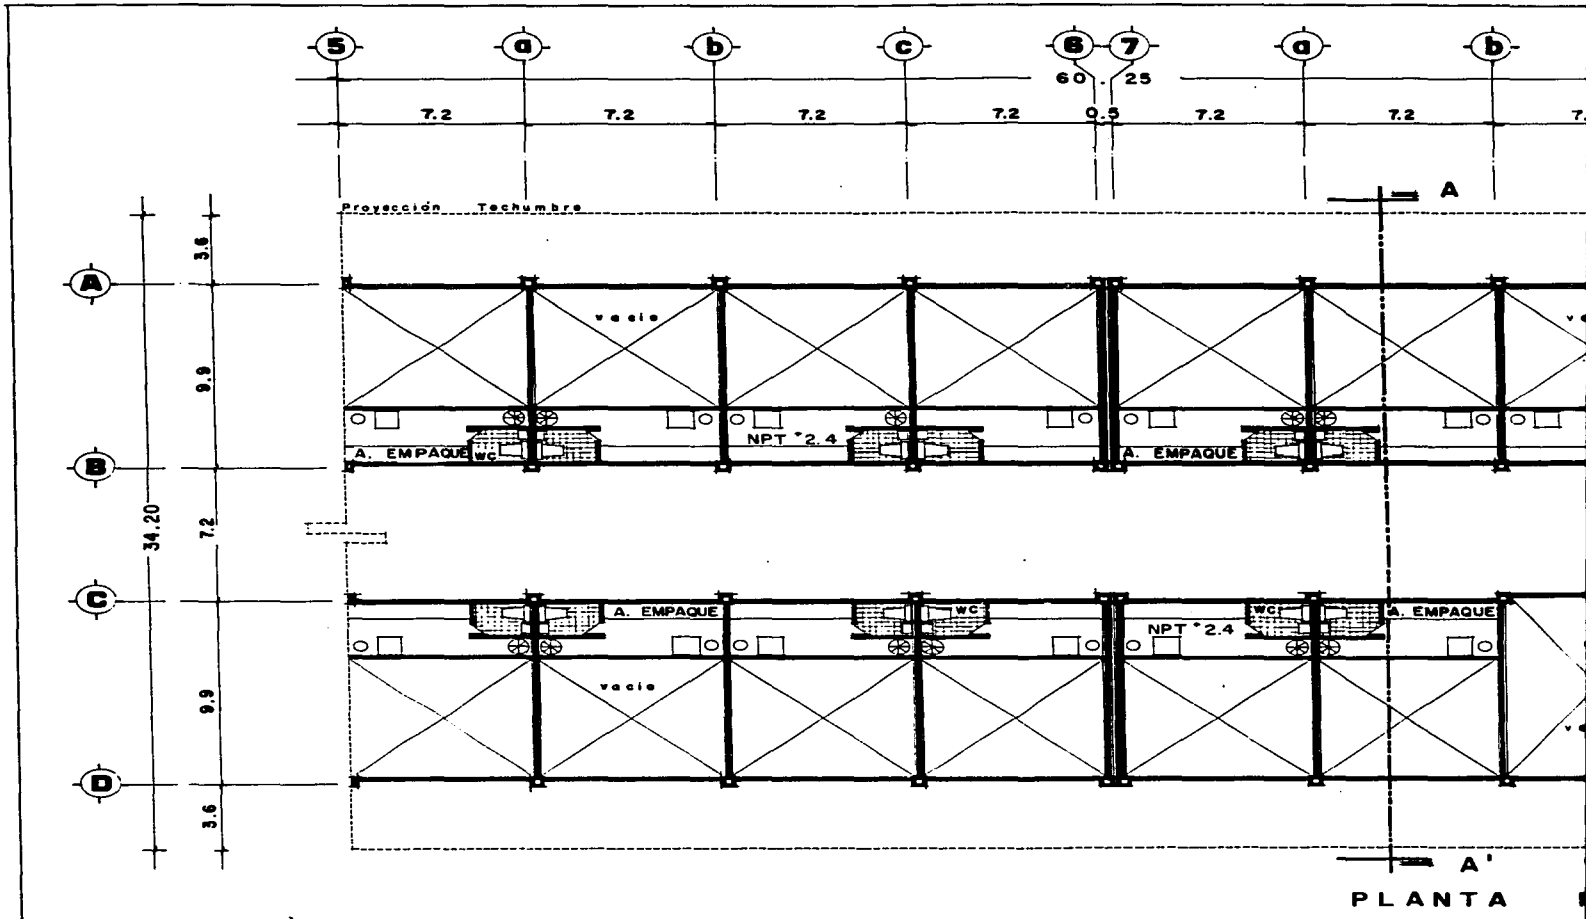 5 a b c 6 7 a b
60.25
7.2 7.2 7.2 7.2 0.5 7.2 7.2 7.
A
Proyección Techumbre
3.6
A
vacio
9.9
NPT +2.4
A. EMPAQUE WC A. EMPAQUE
B
34.20
7.2
C
A. EMPAQUE WC WC A. EMPAQUE
NPT +2.4
vacio
9.9
D
3.6
A'
PLANTA